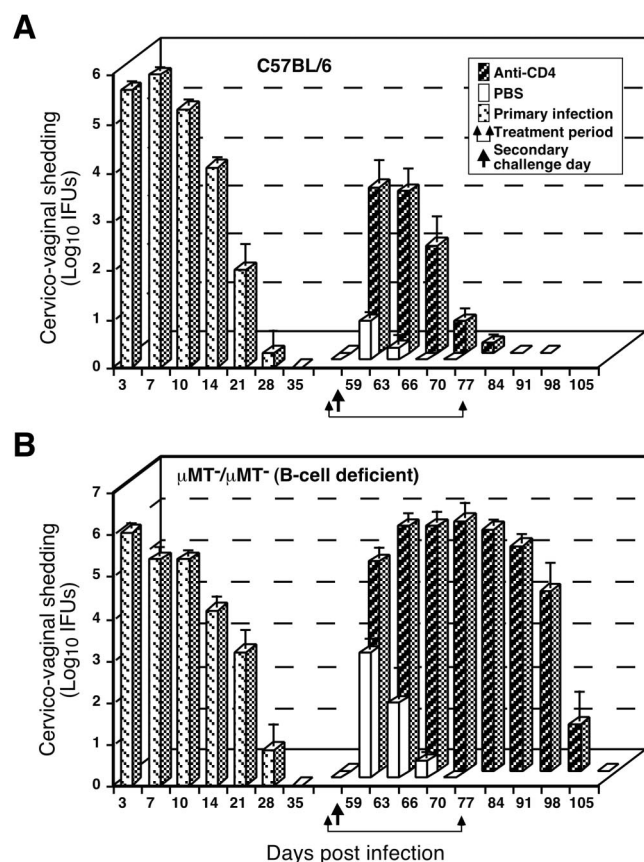 A
C57BL/6
Anti-CD4
PBS
Primary infection
Treatment period
Secondary
challenge day
Cervico-vaginal shedding
(Log10 IFUs)
6
5
4
3
2
1
0
3 7 10 14 21 28 35 59 63 66 70 77 84 91 98 105
B
μMT⁻/μMT⁻ (B-cell deficient)
Cervico-vaginal shedding
(Log10 IFUs)
7
6
5
4
3
2
1
0
3 7 10 14 21 28 35 59 63 66 70 77 84 91 98 105
Days post infection